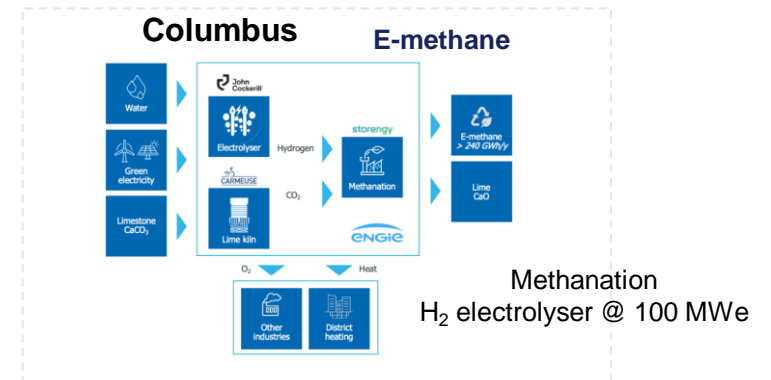 Columbus
E-methane
John
Cockerill
Water
Electrolyser
Hydrogen
storengy
Methanation
E-methane
> 240 GWh/y
Green
electricity
CARMEUSE
CO₂
Lime
CaO
Limestone
CaCO₃
Lime kiln
ENGIE
O₂
Heat
Other
industries
District
heating
Methanation
H₂ electrolyser @ 100 MWe